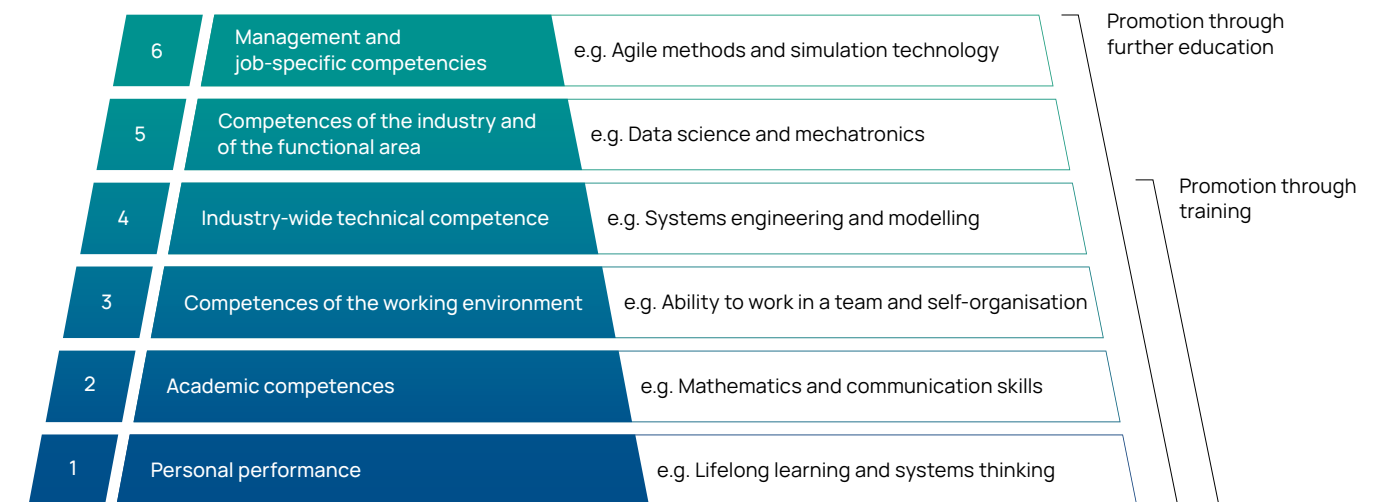 6
Management and
job-specific competencies
e.g. Agile methods and simulation technology
Promotion through
further education
5
Competences of the industry and
of the functional area
e.g. Data science and mechatronics
4
Industry-wide technical competence
e.g. Systems engineering and modelling
Promotion through
training
3
Competences of the working environment
e.g. Ability to work in a team and self-organisation
2
Academic competences
e.g. Mathematics and communication skills
1
Personal performance
e.g. Lifelong learning and systems thinking